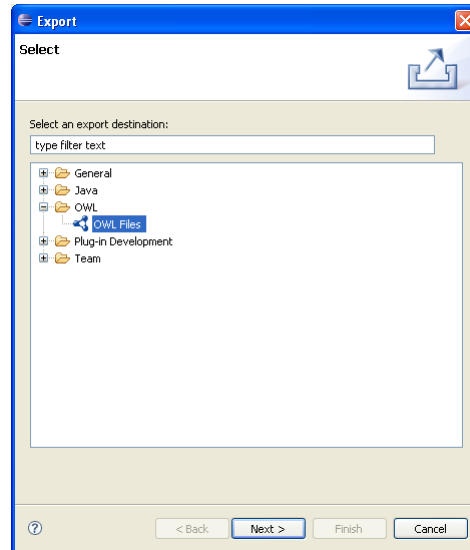 Export
Select
Select an export destination:
type filter text
General
Java
OWL
OWL Files
Plug-in Development
Team
< Back Next > Finish Cancel